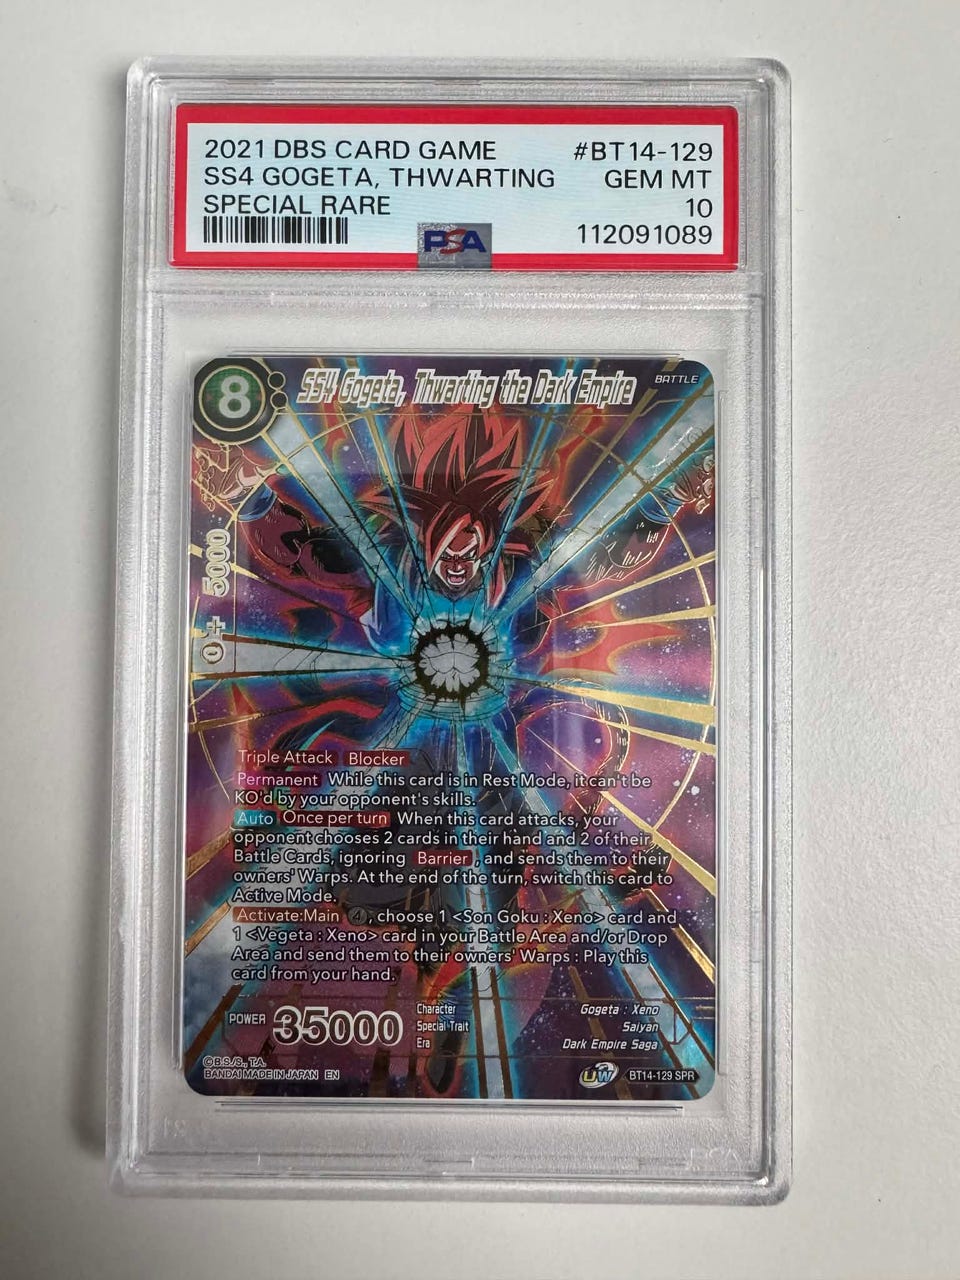 2021 DBS CARD GAME #BT14-129
SS4 GOGETA, THWARTING GEM MT
SPECIAL RARE 10
PSA 112091089
8 SS4 Gogeta, Thwarting the Dark Empire BATTLE
0 + 5000
Triple Attack Blocker
Permanent While this card is in Rest Mode, it can't be
KO'd by your opponent's skills.
Auto Once per turn When this card attacks, your
opponent chooses 2 cards in their hand and 2 of their
Battle Cards, ignoring Barrier, and sends them to their
owners' Warps. At the end of the turn, switch this card to
Active Mode.
Activate:Main 4, choose 1 <Son Goku : Xeno> card and
1 <Vegeta : Xeno> card in your Battle Area and/or Drop
Area and send them to their owners' Warps : Play this
card from your hand.
POWER 35000
Character Gogeta : Xeno
Special Trait Saiyan
Era Dark Empire Saga
©B.S./S., T.A.
BANDAI MADE IN JAPAN EN UW BT14-129 SPR